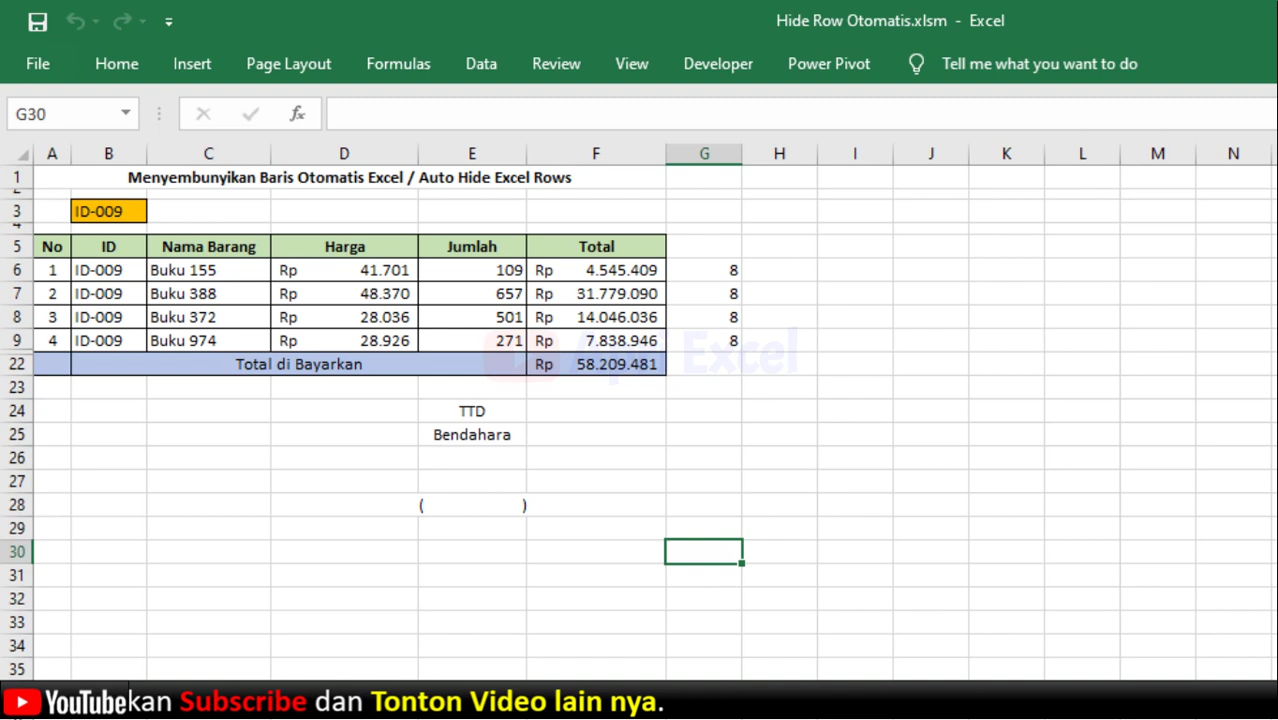 Hide Row Otomatis.xlsm - Excel
File Home Insert Page Layout Formulas Data Review View Developer Power Pivot Tell me what you want to do
G30 fx
A B C D E F G H I J K L M N
1 Menyembunyikan Baris Otomatis Excel / Auto Hide Excel Rows
2
3 ID-009
4
5 No ID Nama Barang Harga Jumlah Total
6 1 ID-009 Buku 155 Rp 41.701 109 Rp 4.545.409 8
7 2 ID-009 Buku 388 Rp 48.370 657 Rp 31.779.090 8
8 3 ID-009 Buku 372 Rp 28.036 501 Rp 14.046.036 8
9 4 ID-009 Buku 974 Rp 28.926 271 Rp 7.838.946 8
22 Total di Bayarkan Rp 58.209.481
Excel
23
24 TTD
25 Bendahara
26
27
28 ( )
29
30
31
32
33
34
35
YouTubekan Subscribe dan Tonton Video lain nya.